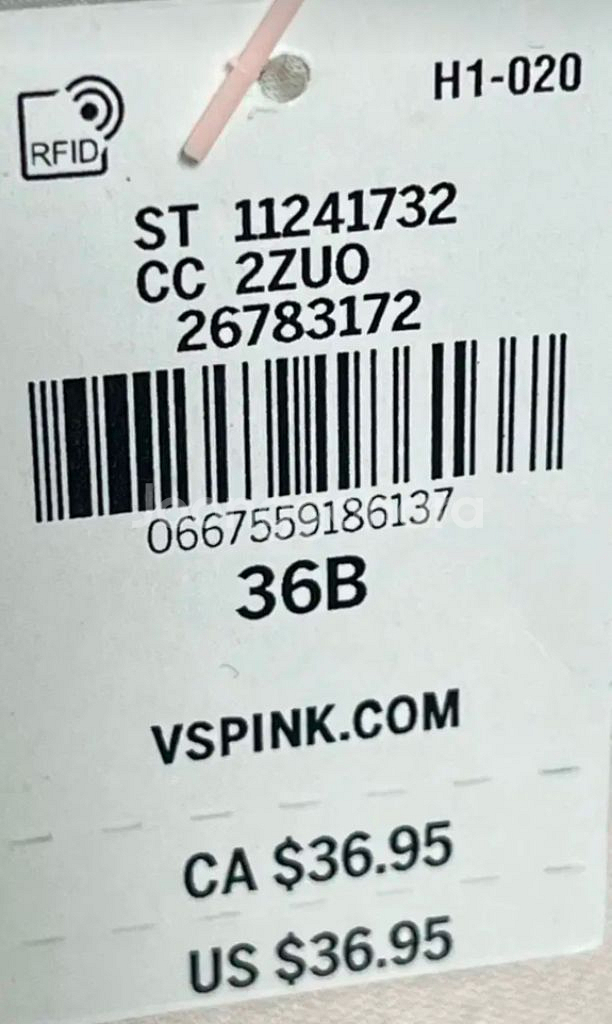 H1-020
RFID
ST 11241732
CC 2ZUO
26783172
0667559186137
36B
VSPINK.COM
CA $36.95
US $36.95